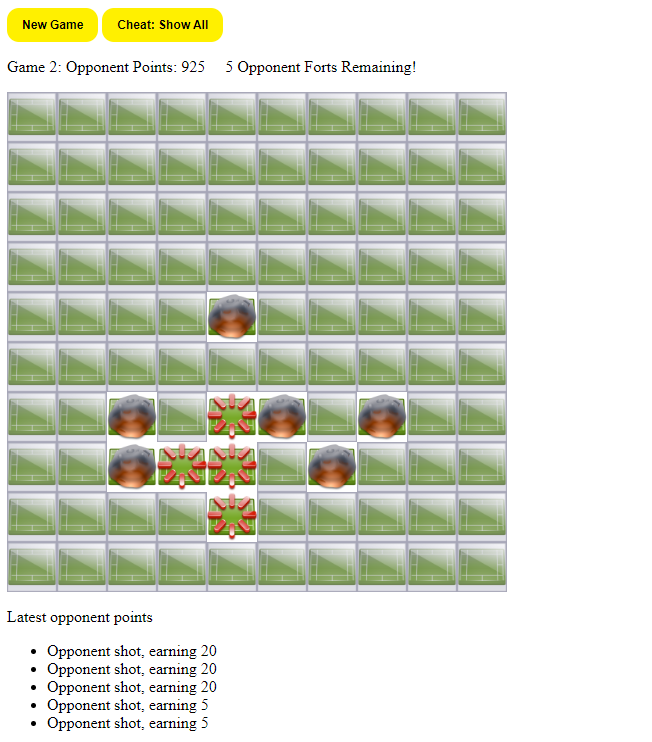 New Game Cheat: Show All
Game 2: Opponent Points: 925 5 Opponent Forts Remaining!
Latest opponent points
Opponent shot, earning 20
Opponent shot, earning 20
Opponent shot, earning 20
Opponent shot, earning 5
Opponent shot, earning 5